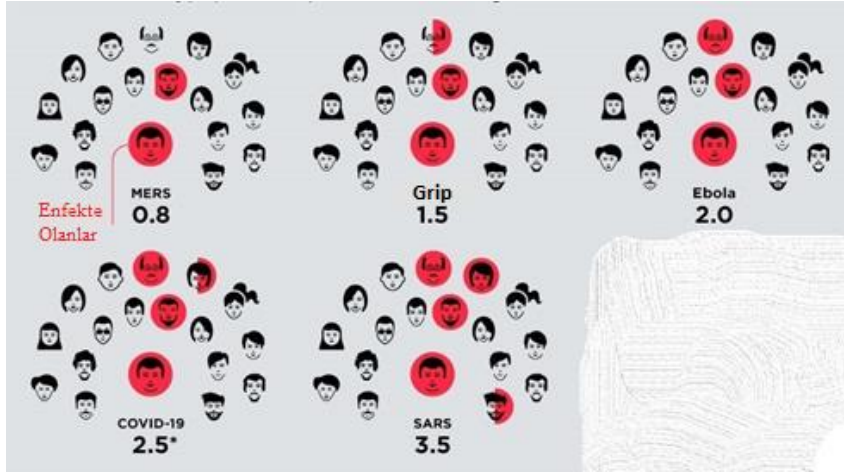 MERS
0.8
Grip
1.5
Ebola
2.0
Enfekte
Olanlar
COVID-19
2.5*
SARS
3.5